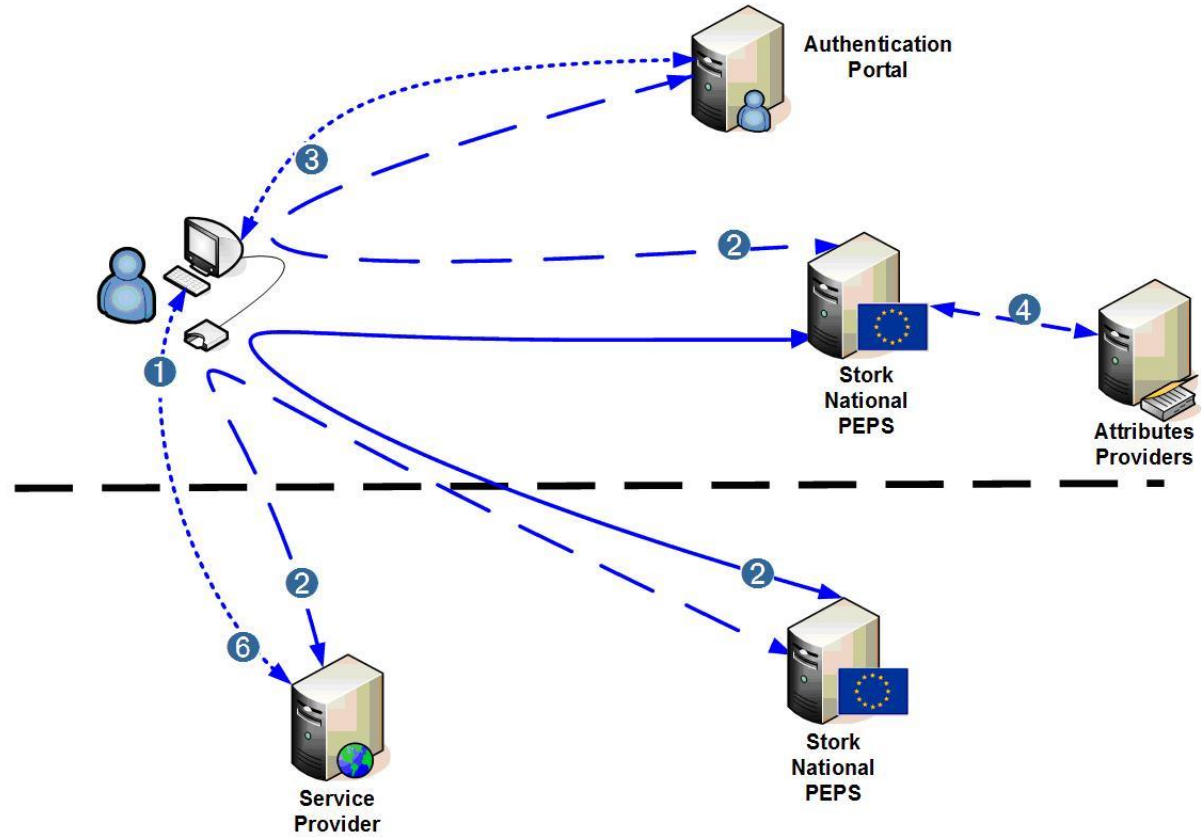 Authentication
Portal
3
2
4
Stork
National
PEPS
1
Attributes
Providers
2
2
6
Stork
National
PEPS
Service
Provider